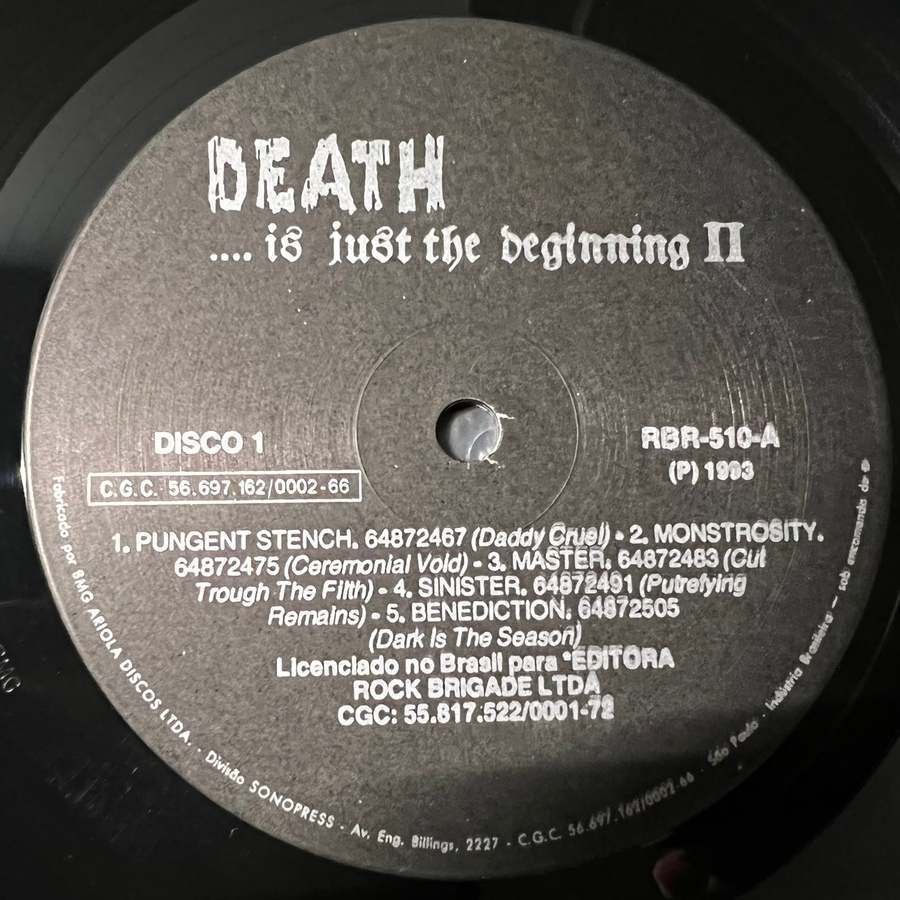 DEATH
.... is just the beginning II
DISCO 1
RBR-510-A
(P) 1993
C.G.C. 56.697.162/0002-66
1. PUNGENT STENCH. 64872467 (Daddy Cruel) - 2. MONSTROSITY.
64872475 (Ceremonial Void) - 3. MASTER. 64872483 (Cut
Trough The Filth) - 4. SINISTER. 64872491 (Putrefying
Remains) - 5. BENEDICTION. 64872505
(Dark Is The Season)
Licenciado no Brasil para *EDITORA
ROCK BRIGADE LTDA
CGC: 55.817.522/0001-72
Fabricado por BMG ARIOLA DISCOS LTDA. - Divisão SONOPRESS - Av. Eng. Billings, 2227 - C.G.C. 56.697.162/0002-66 - São Paulo - Indústria Brasileira - sob encomenda de